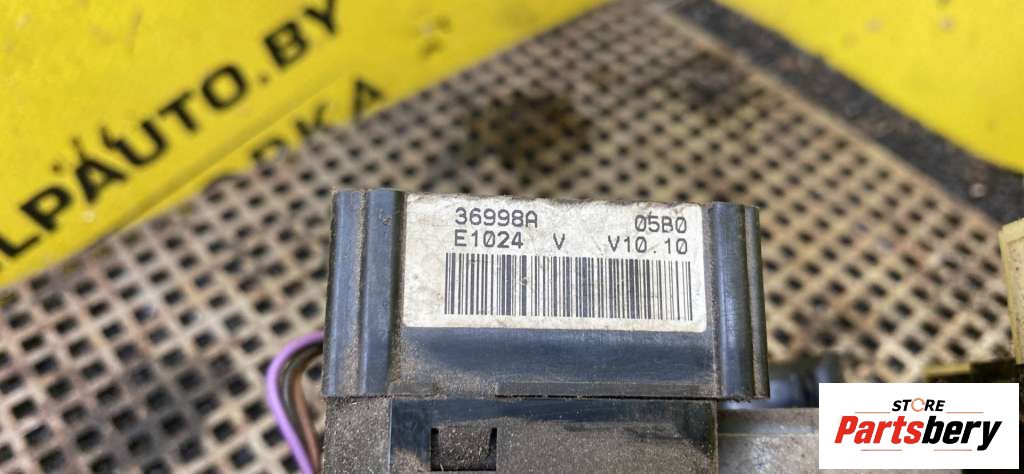 LPAUTO.BY
36998A 05B0
E1024 V V10.10
STORE
Partsbery